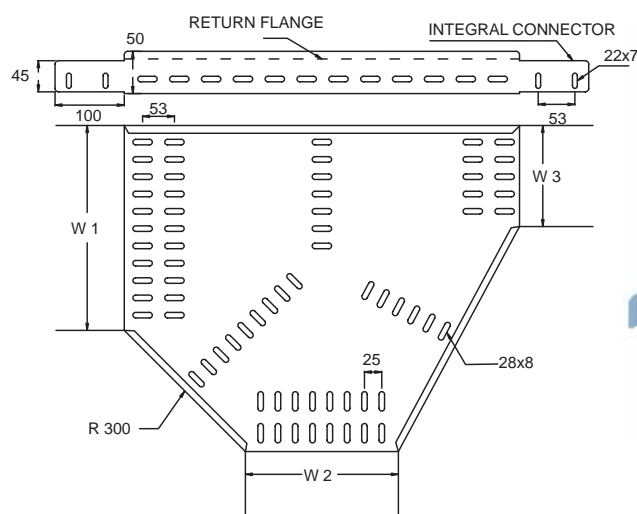 50
RETURN FLANGE
INTEGRAL CONNECTOR
45
22x7
100
53
53
W 1
W 3
25
28x8
R 300
W 2